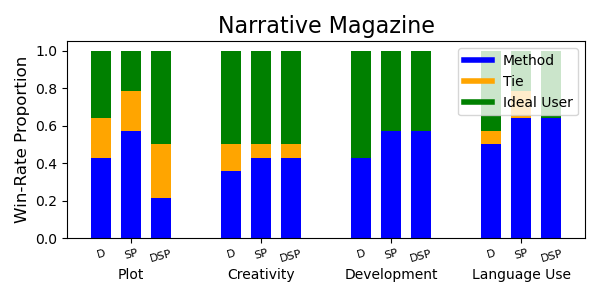 Narrative Magazine
Win-Rate Proportion
1.0
0.8
0.6
0.4
0.2
0.0
Method
Tie
Ideal User
D SP DSP D SP DSP D SP DSP D SP DSP
Plot Creativity Development Language Use